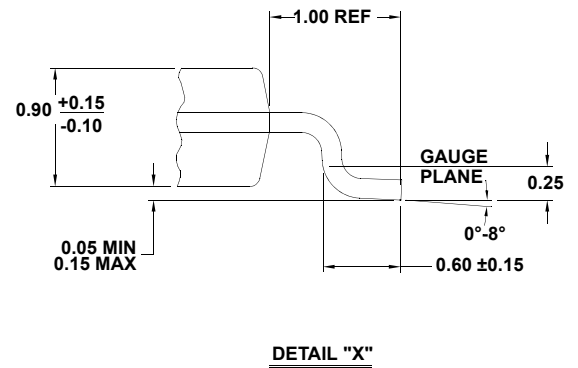 1.00 REF
0.90 +0.15
-0.10
GAUGE
PLANE
0.25
0°-8°
0.05 MIN
0.15 MAX
0.60 ±0.15
DETAIL "X"